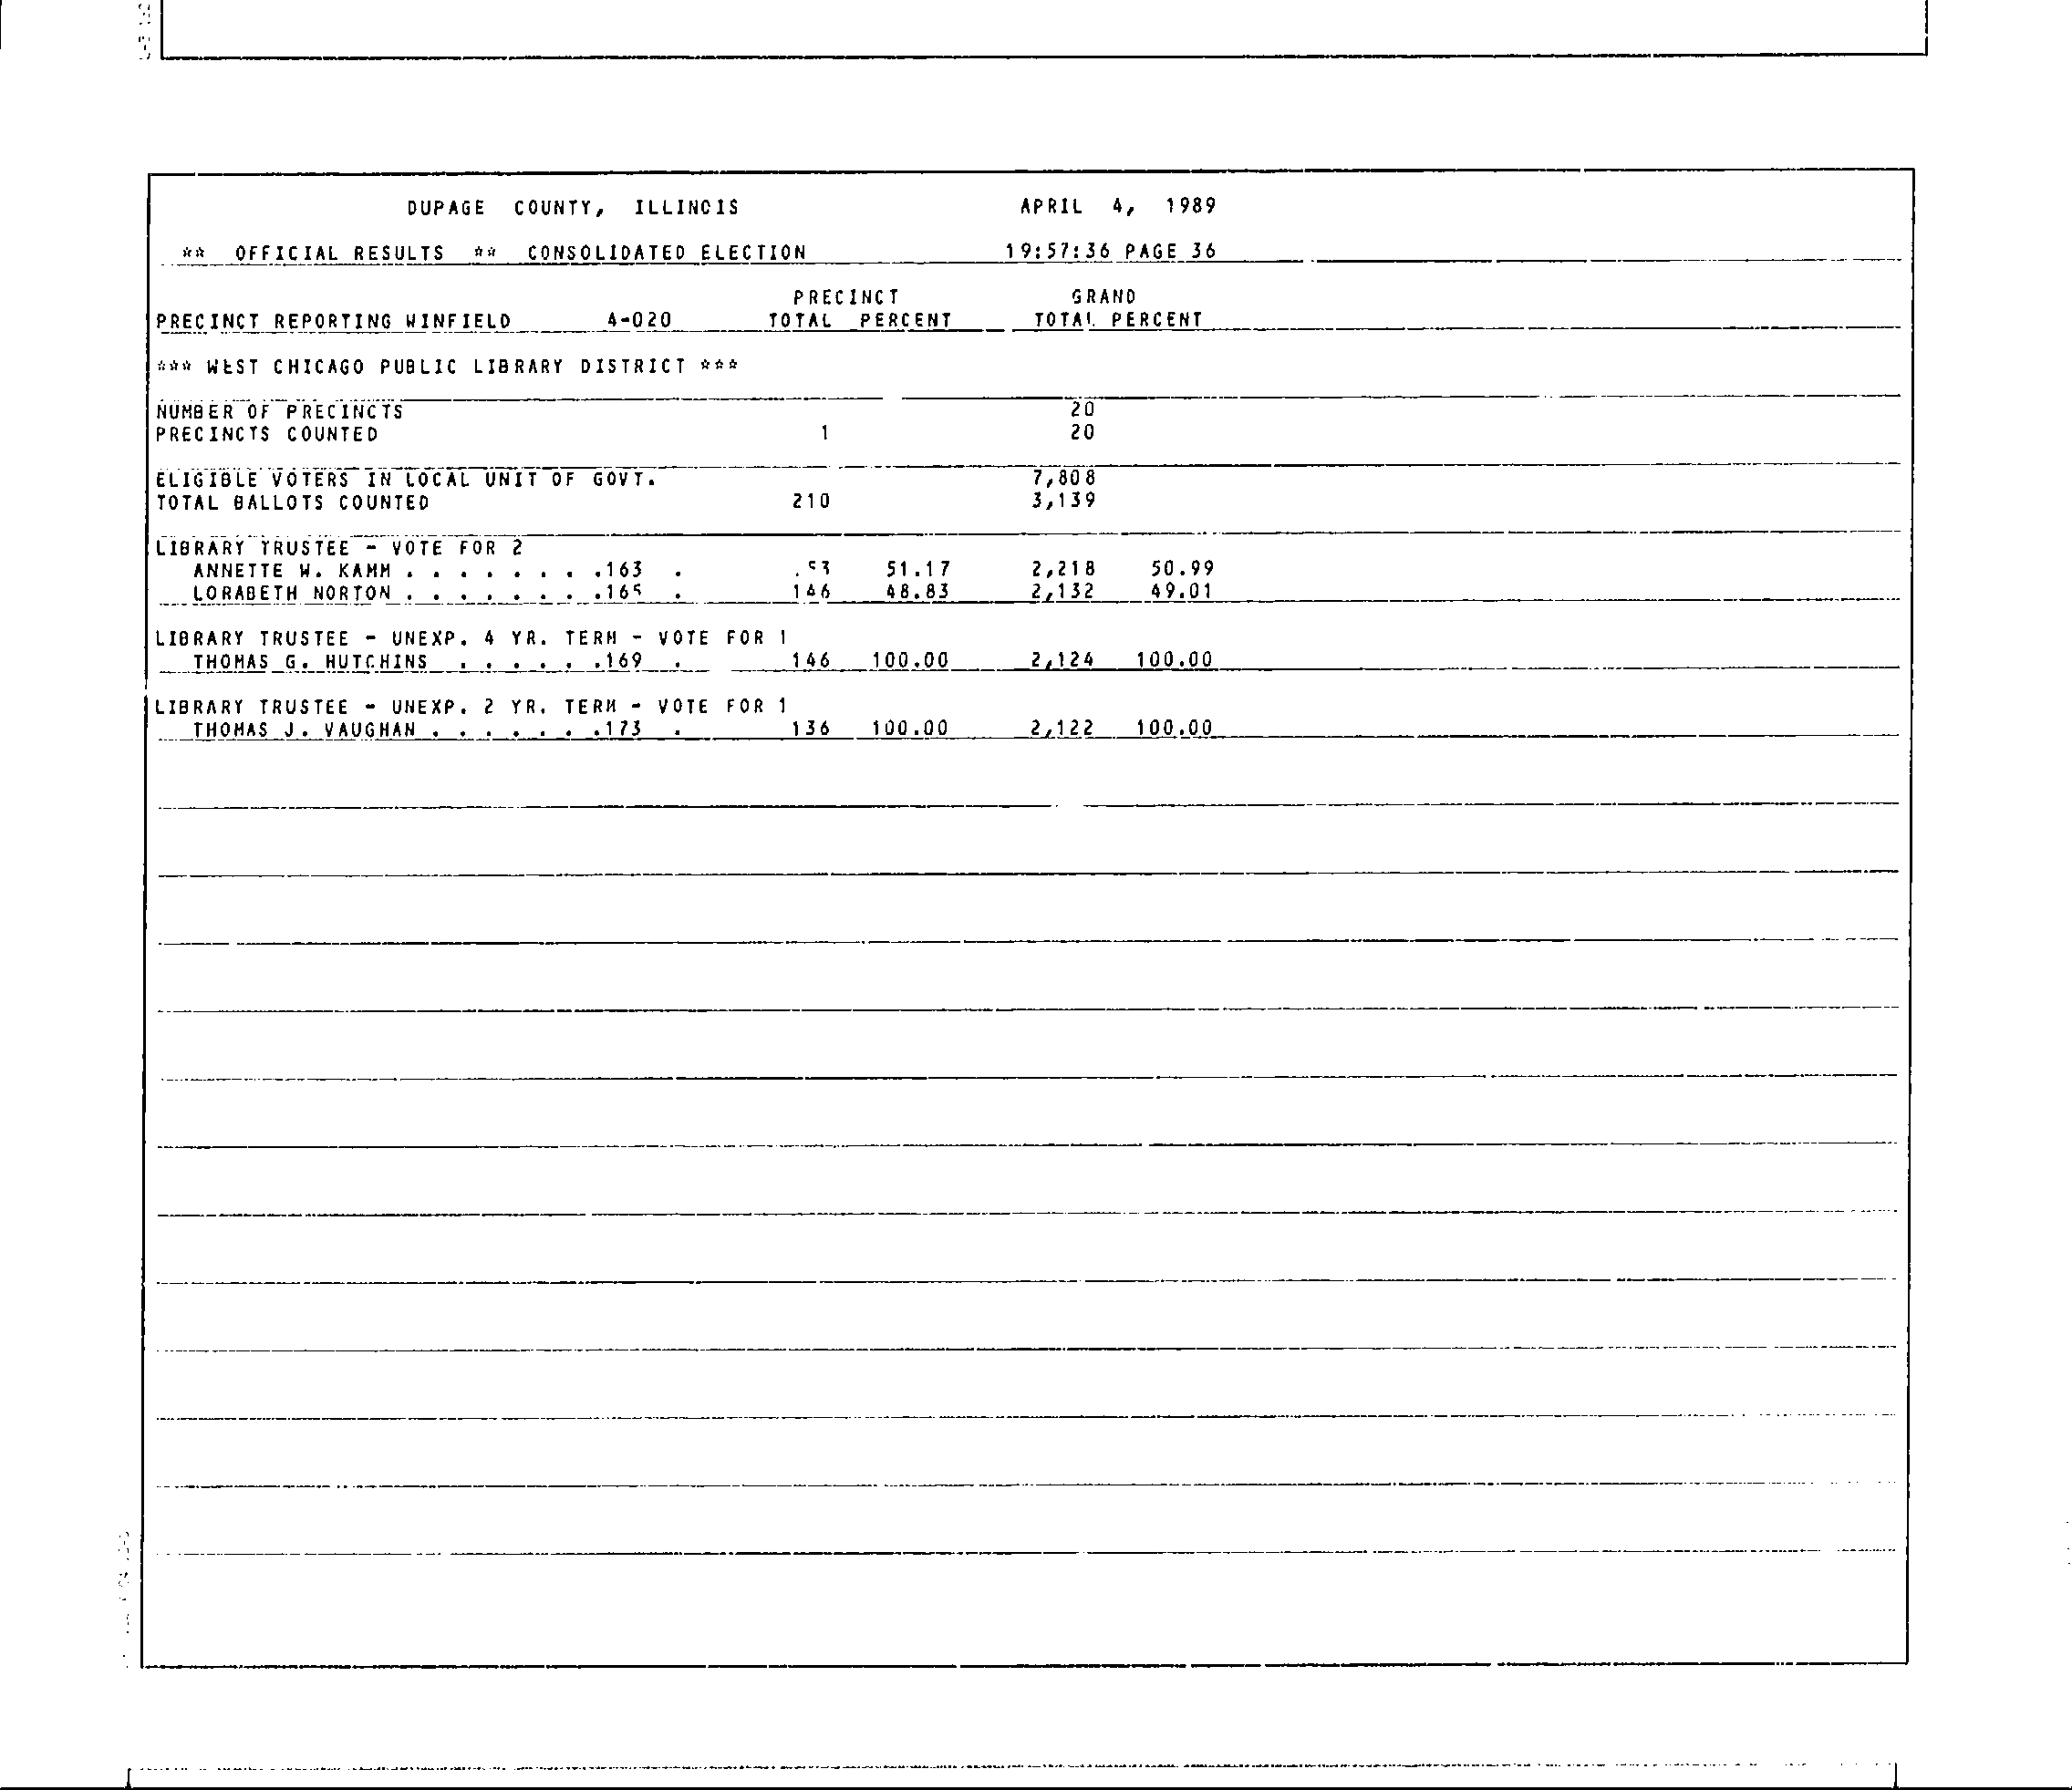 DUPAGE COUNTY, ILLINOIS APRIL 4, 1989
** OFFICIAL RESULTS ** CONSOLIDATED ELECTION 19:57:36 PAGE 36
PRECINCT GRAND
PRECINCT REPORTING WINFIELD 4-020 TOTAL PERCENT TOTAL PERCENT
*** WEST CHICAGO PUBLIC LIBRARY DISTRICT ***
NUMBER OF PRECINCTS 20
PRECINCTS COUNTED 1 20
ELIGIBLE VOTERS IN LOCAL UNIT OF GOVT. 7,808
TOTAL BALLOTS COUNTED 210 3,139
LIBRARY TRUSTEE - VOTE FOR 2
ANNETTE W. KAMM . . . . . . . .163 . 51.17 2,218 50.99
LORABETH NORTON . . . . . . . .165 . 146 48.83 2,132 49.01
LIBRARY TRUSTEE - UNEXP. 4 YR. TERM - VOTE FOR 1
THOMAS G. HUTCHINS . . . . . .169 . 146 100.00 2,124 100.00
LIBRARY TRUSTEE - UNEXP. 2 YR. TERM - VOTE FOR 1
THOMAS J. VAUGHAN . . . . . . .173 . 136 100.00 2,122 100.00